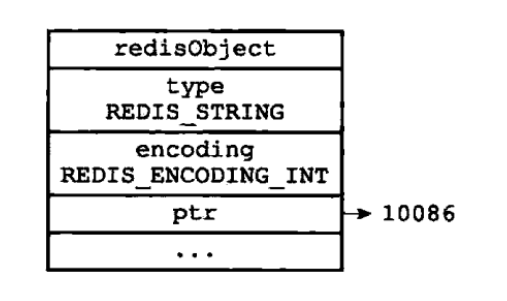 redisObject
type
REDIS_STRING
encoding
REDIS_ENCODING_INT
ptr
10086
...